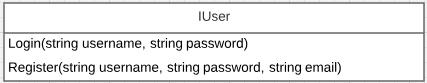 IUser
Login(string username, string password)
Register(string username, string password, string email)